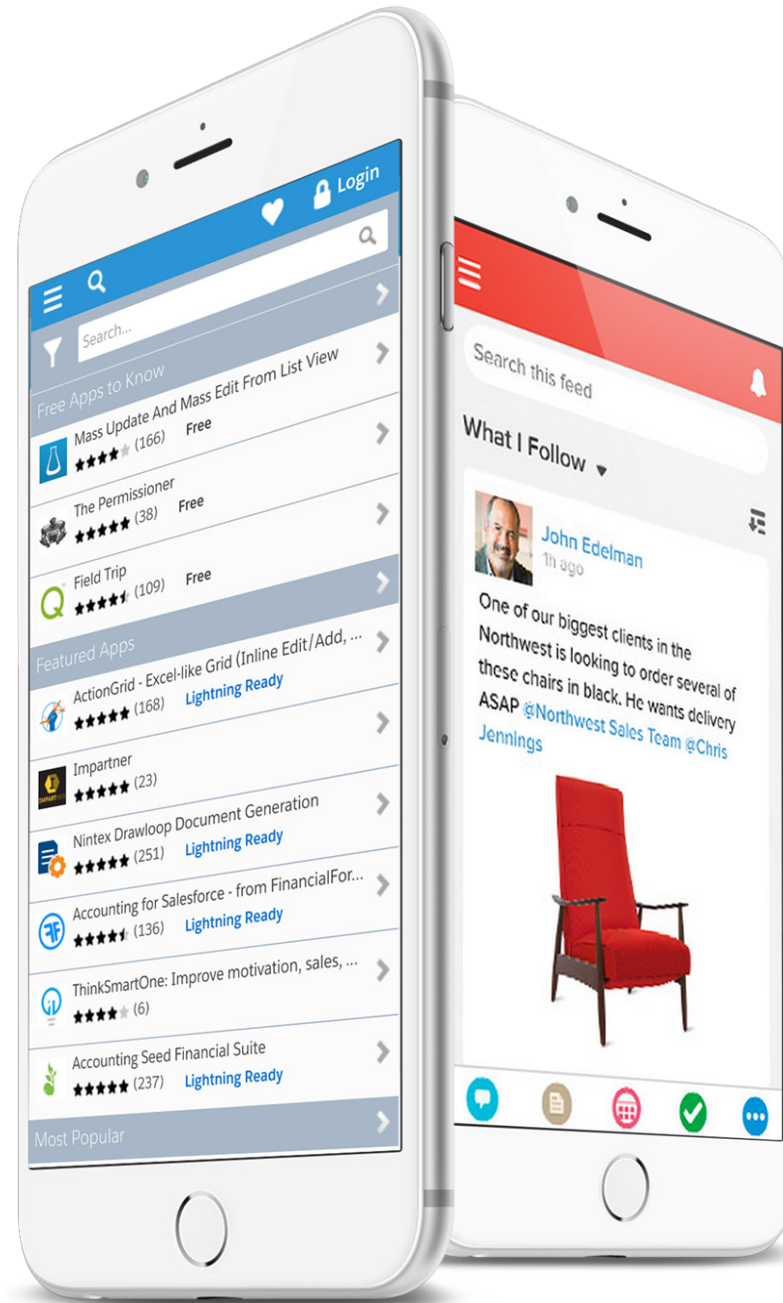 Login
Search...
Free Apps to Know
Mass Update And Mass Edit From List View
(166) Free
The Permissioner
(38) Free
Field Trip
(109) Free
Featured Apps
ActionGrid - Excel-like Grid (Inline Edit/Add, ...
(168) Lightning Ready
Impartner
(23)
Nintex Drawloop Document Generation
(251) Lightning Ready
Accounting for Salesforce - from FinancialFor...
(136) Lightning Ready
ThinkSmartOne: Improve motivation, sales, ...
(6)
Accounting Seed Financial Suite
(237) Lightning Ready
Most Popular
Search this feed
What I Follow
John Edelman
1h ago
One of our biggest clients in the
Northwest is looking to order several of
these chairs in black. He wants delivery
ASAP @Northwest Sales Team @Chris
Jennings